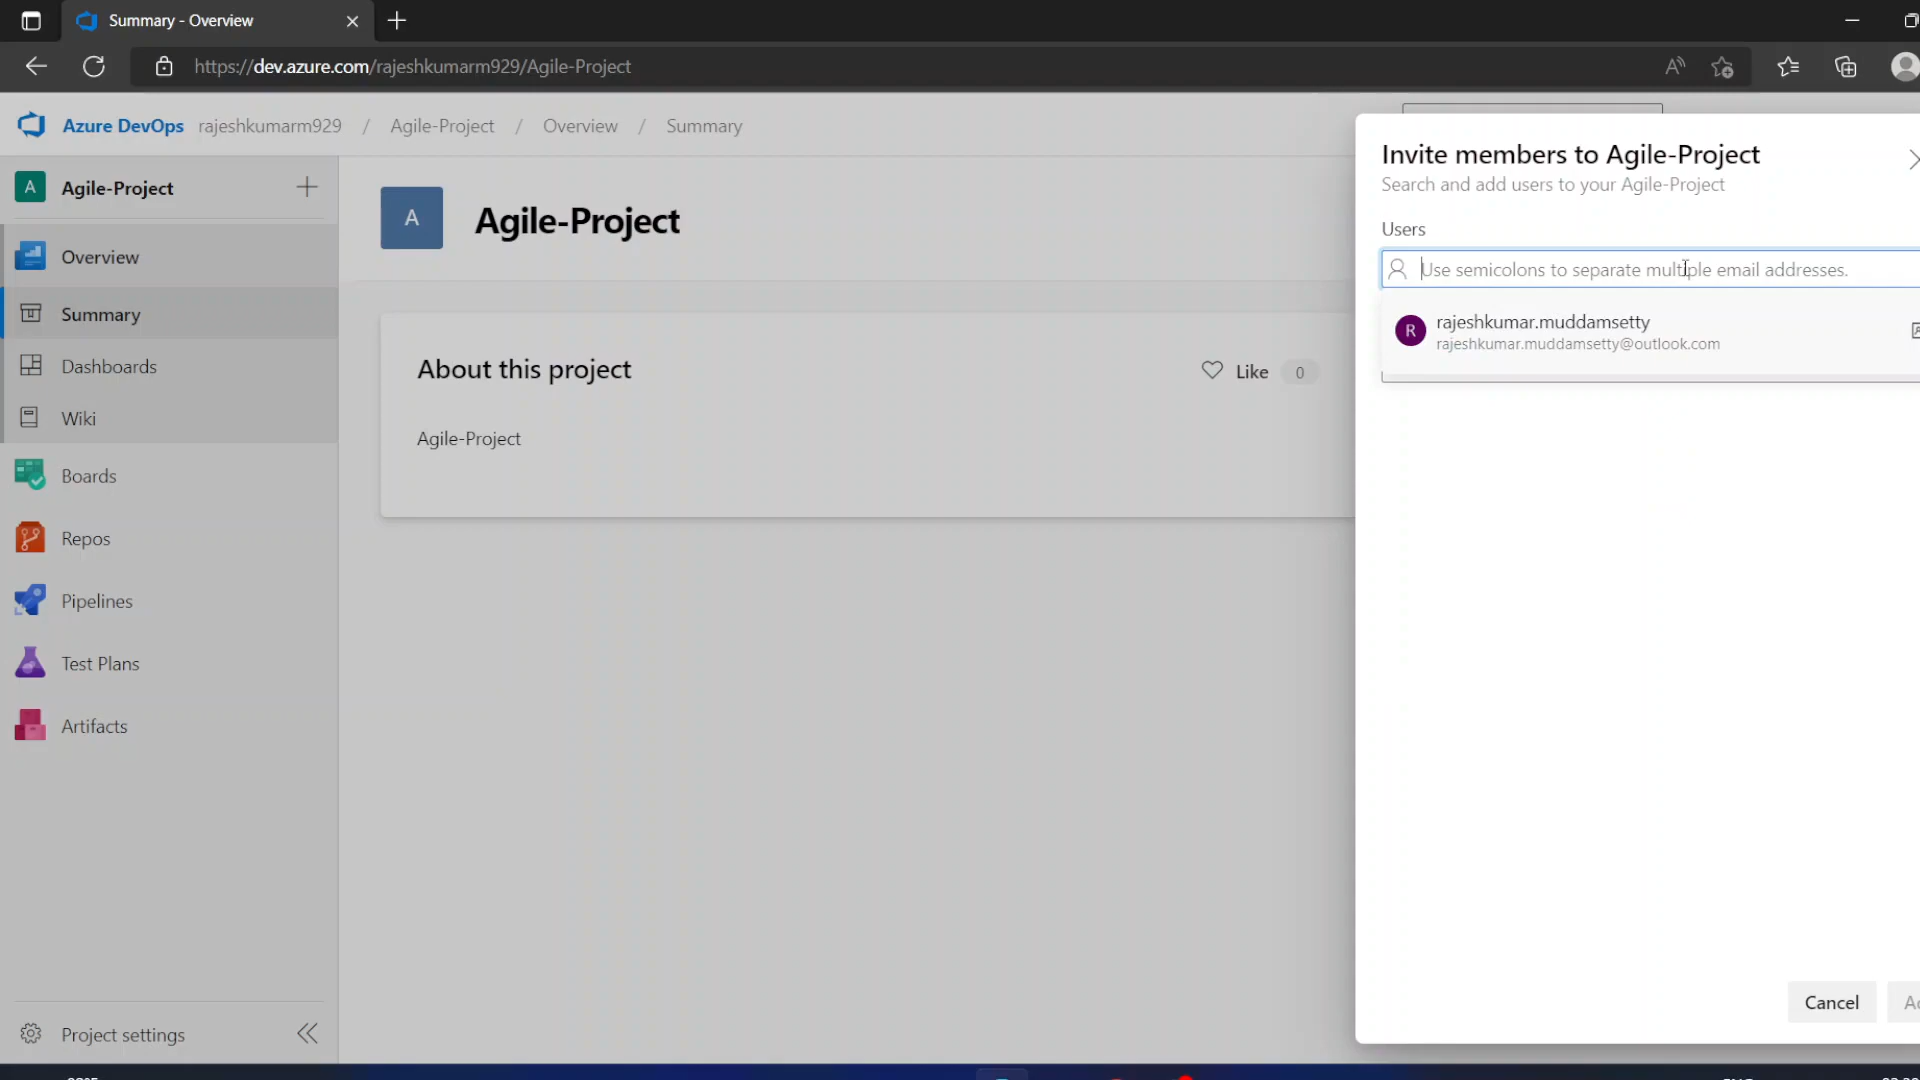 Summary - Overview
https://dev.azure.com/rajeshkumarm929/Agile-Project
Azure DevOps rajeshkumarm929 / Agile-Project / Overview / Summary
A Agile-Project
Overview
Summary
Dashboards
Wiki
Boards
Repos
Pipelines
Test Plans
Artifacts
Project settings
A Agile-Project
About this project
Like 0
Agile-Project
Invite members to Agile-Project
Search and add users to your Agile-Project
Users
Use semicolons to separate multiple email addresses.
R rajeshkumar.muddamsetty
rajeshkumar.muddamsetty@outlook.com
Cancel